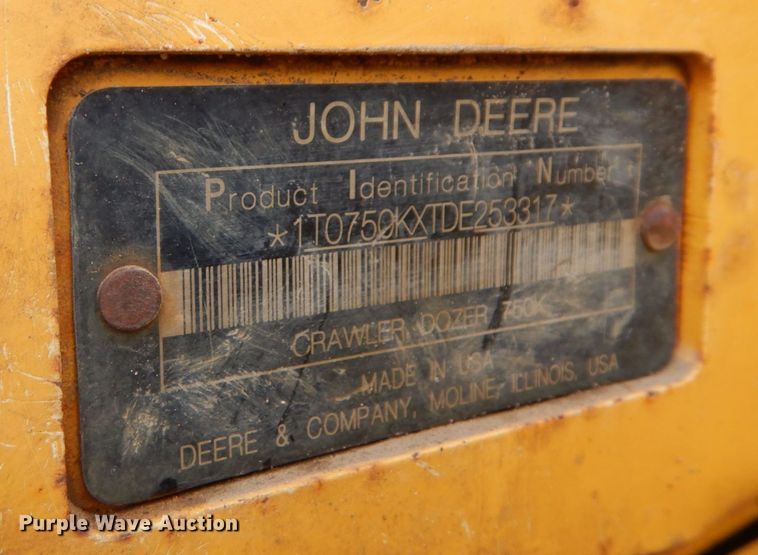 JOHN DEERE
Product Identification Number
*1T0750KXTDE253317*
CRAWLER DOZER 750K
MADE IN USA
DEERE & COMPANY, MOLINE, ILLINOIS, USA
Purple Wave Auction